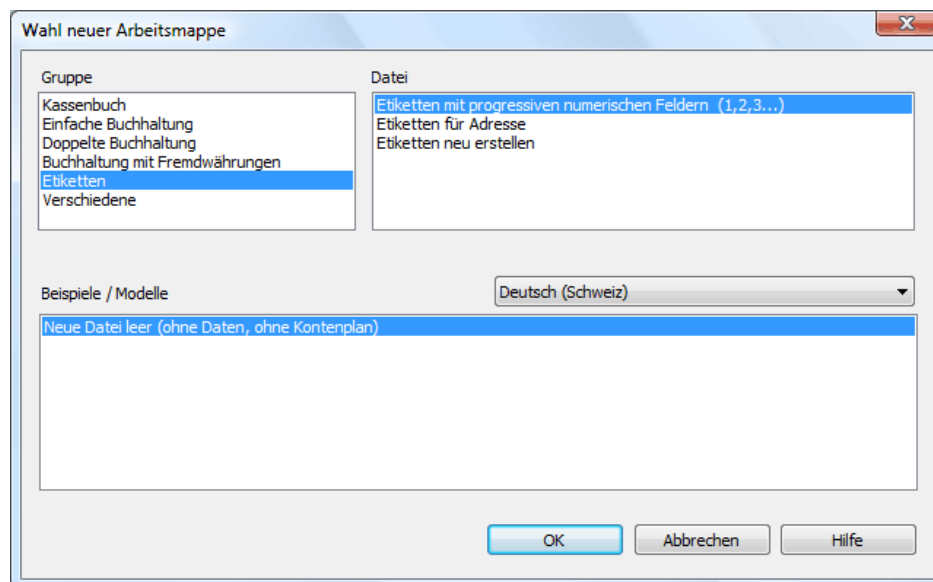 Wahl neuer Arbeitsmappe
Gruppe
Kassenbuch
Einfache Buchhaltung
Doppelte Buchhaltung
Buchhaltung mit Fremdwährungen
Etiketten
Verschiedene
Datei
Etiketten mit progressiven numerischen Feldern (1,2,3...)
Etiketten für Adresse
Etiketten neu erstellen
Beispiele / Modelle
Deutsch (Schweiz)
Neue Datei leer (ohne Daten, ohne Kontenplan)
OK
Abbrechen
Hilfe